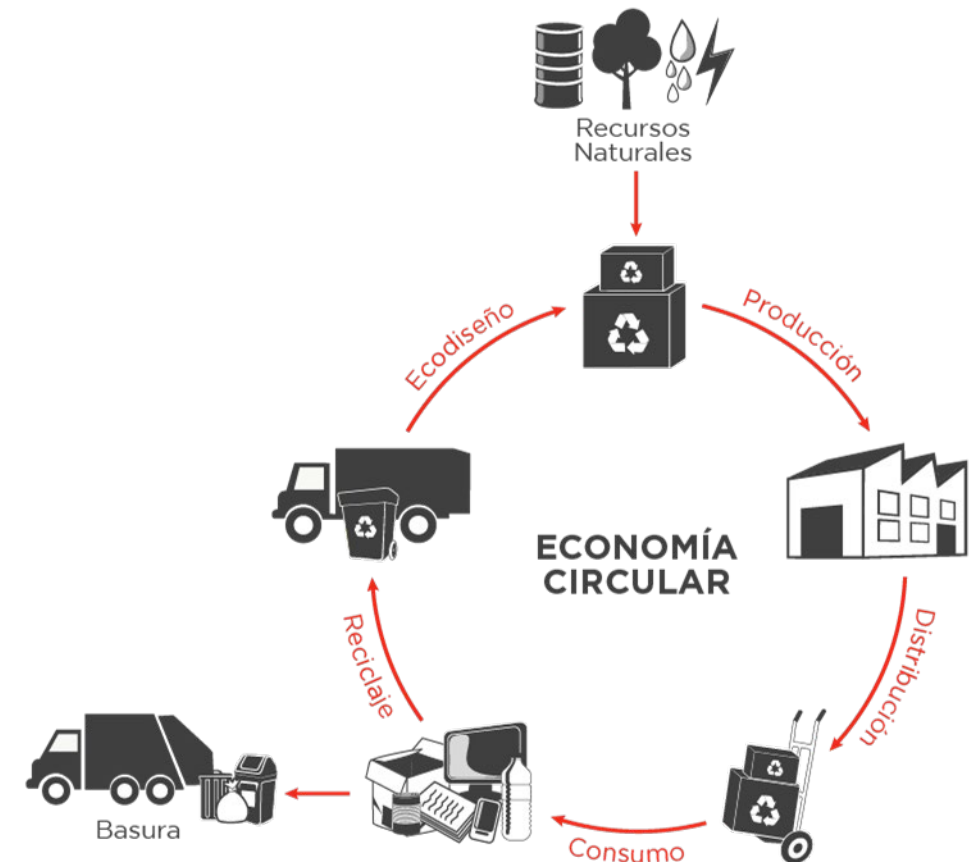 Recursos
Naturales
Ecodiseño
Producción
ECONOMÍA
CIRCULAR
Reciclaje
Distribución
Basura
Consumo